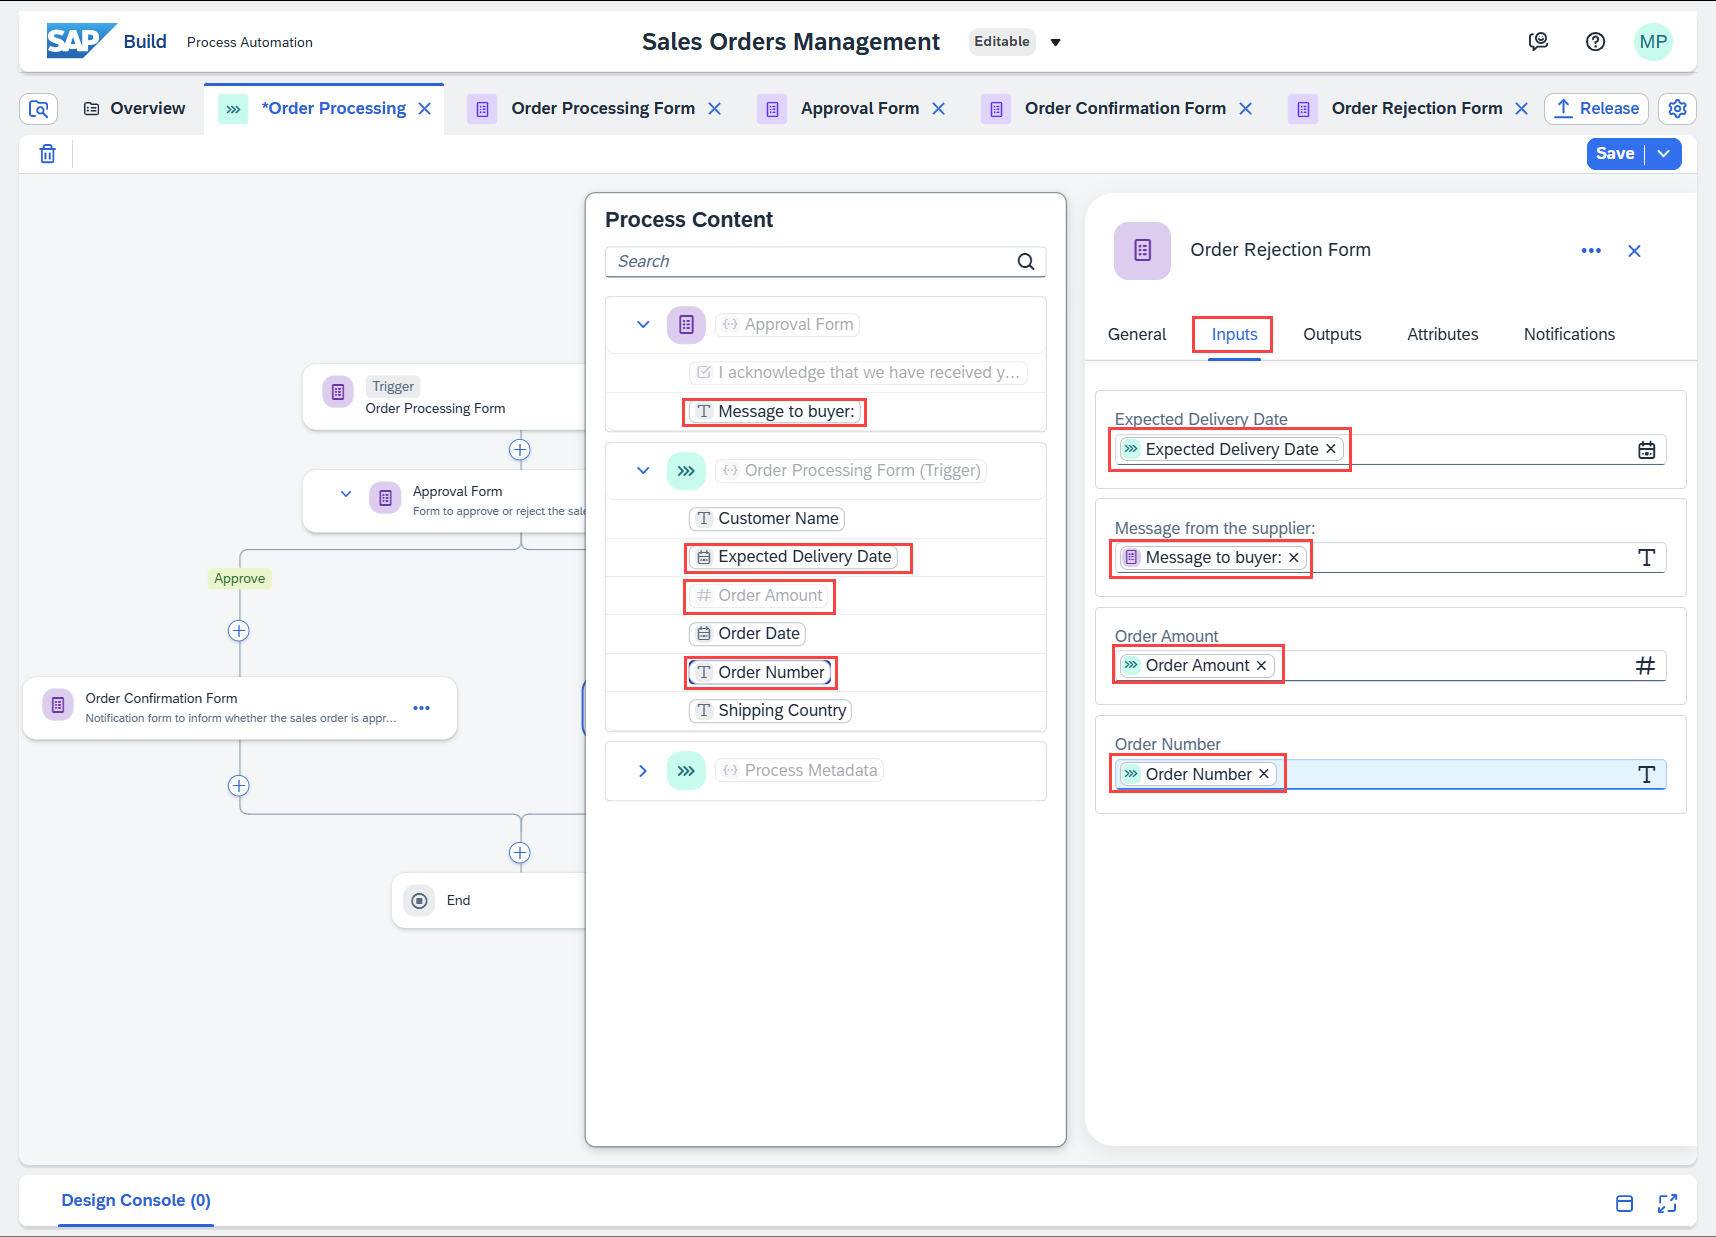 SAP Build Process Automation
Sales Orders Management Editable
MP
Overview
*Order Processing
Order Processing Form
Approval Form
Order Confirmation Form
Order Rejection Form
Release
Save
Trigger
Order Processing Form
Approval Form
Form to approve or reject the sale
Approve
Order Confirmation Form
Notification form to inform whether the sales order is appr...
End
Process Content
Search
Approval Form
I acknowledge that we have received y...
Message to buyer:
Order Processing Form (Trigger)
Customer Name
Expected Delivery Date
Order Amount
Order Date
Order Number
Shipping Country
Process Metadata
Order Rejection Form
General Inputs Outputs Attributes Notifications
Expected Delivery Date
Expected Delivery Date
Message from the supplier:
Message to buyer:
Order Amount
Order Amount
Order Number
Order Number
Design Console (0)